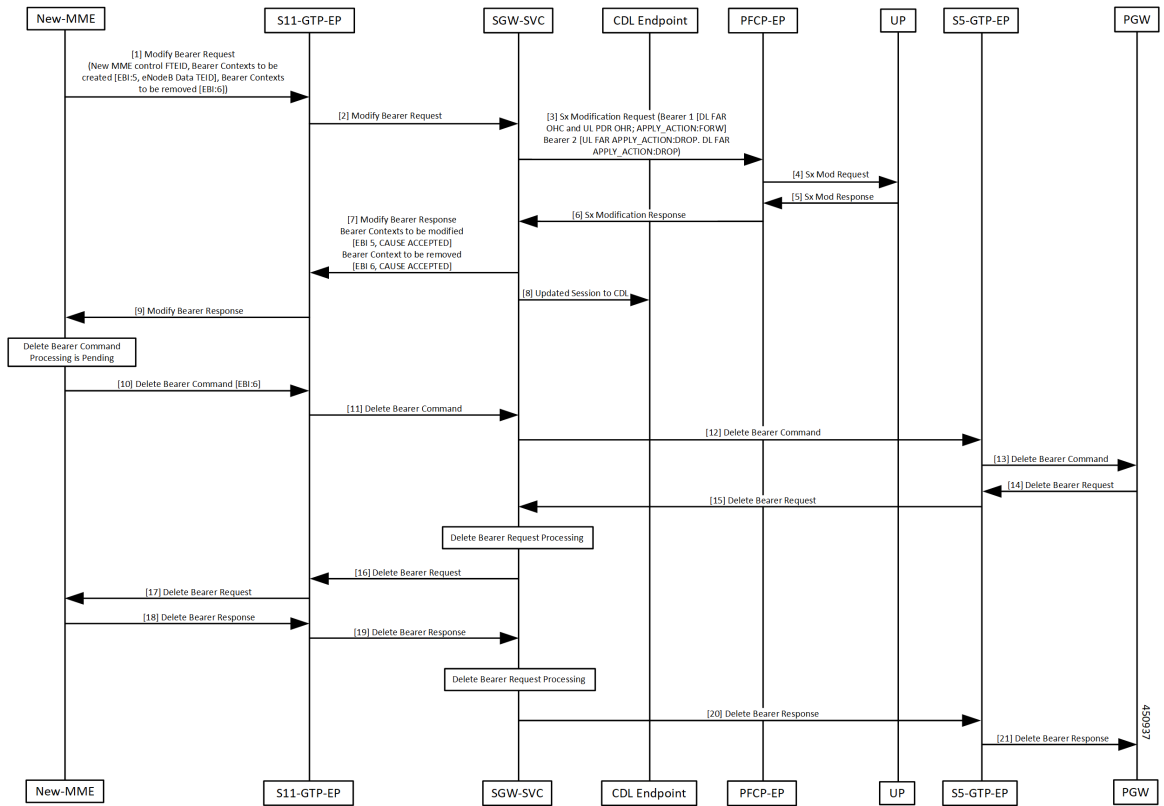 New-MME
S11-GTP-EP
SGW-SVC
CDL Endpoint
PFCP-EP
UP
S5-GTP-EP
PGW
[1] Modify Bearer Request
(New MME control FTEID, Bearer Contexts to be
created [EBI:5, eNodeB Data TEID], Bearer Contexts
to be removed [EBI:6])
[2] Modify Bearer Request
[3] Sx Modification Request (Bearer 1 [DL FAR
OHC and UL PDR OHR; APPLY_ACTION:FORW]
Bearer 2 [UL FAR APPLY_ACTION:DROP. DL FAR
APPLY_ACTION:DROP)
[4] Sx Mod Request
[5] Sx Mod Response
[6] Sx Modification Response
[7] Modify Bearer Response
Bearer Contexts to be modified
[EBI 5, CAUSE ACCEPTED]
Bearer Context to be removed
[EBI 6, CAUSE ACCEPTED]
[8] Updated Session to CDL
[9] Modify Bearer Response
Delete Bearer Command
Processing is Pending
[10] Delete Bearer Command [EBI:6]
[11] Delete Bearer Command
[12] Delete Bearer Command
[13] Delete Bearer Command
[14] Delete Bearer Request
[15] Delete Bearer Request
Delete Bearer Request Processing
[16] Delete Bearer Request
[17] Delete Bearer Request
[18] Delete Bearer Response
[19] Delete Bearer Response
Delete Bearer Request Processing
[20] Delete Bearer Response
[21] Delete Bearer Response
450937
New-MME
S11-GTP-EP
SGW-SVC
CDL Endpoint
PFCP-EP
UP
S5-GTP-EP
PGW